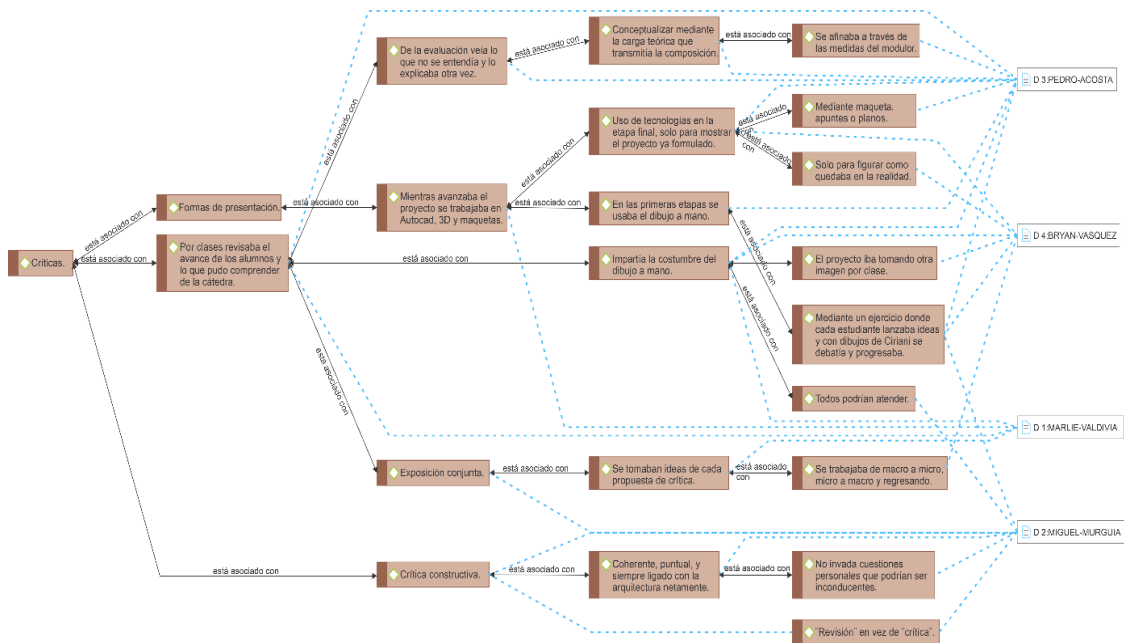 Críticas.
está asociado con
está asociado con
está asociado con
Formas de presentación.
está asociado con
Por clases revisaba el
avance de los alumnos y
lo que pudo comprender
de la cátedra.
está asociado con
está asociado con
está asociado con
De la evaluación veía lo
que no se entendía y lo
explicaba otra vez.
está asociado con
Conceptualizar mediante
la carga teórica que
transmitía la composición.
está asociado con
Se afinaba a través de
las medidas del modulor.
Mientras avanzaba el
proyecto se trabajaba en
Autocad, 3D y maquetas.
está asociado con
está asociado con
Uso de tecnologías en la
etapa final, solo para mostrar
el proyecto ya formulado.
está asociado
con
está asociado
con
Mediante maqueta.
apuntes o planos.
Solo para figurar como
quedaba en la realidad.
En las primeras etapas se
usaba el dibujo a mano.
está asociado con
Impartía la costumbre del
dibujo a mano.
está asociado con
está asociado con
El proyecto iba tomando otra
imagen por clase.
Mediante un ejercicio donde
cada estudiante lanzaba ideas
y con dibujos de Ciriani se
debatía y progresaba.
Todos podrían atender.
Exposición conjunta.
está asociado con
Se tomaban ideas de cada
propuesta de crítica.
está asociado
con
Se trabajaba de macro a micro,
micro a macro y regresando.
Crítica constructiva.
está asociado con
Coherente, puntual, y
siempre ligado con la
arquitectura netamente.
está asociado con
No invada cuestiones
personales que podrían ser
inconducentes.
"Revisión" en vez de "crítica".
D 3:PEDRO-ACOSTA
D 4:BRYAN-VASQUEZ
D 1:MARLIE-VALDIVIA
D 2:MIGUEL-MURGUIA